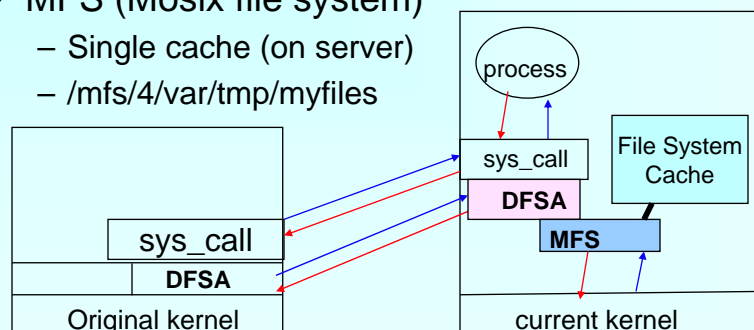 MFS (Mosix file system)
– Single cache (on server)
– /mfs/4/var/tmp/myfiles
process
sys_call
File System
Cache
DFSA
MFS
sys_call
DFSA
Original kernel
current kernel